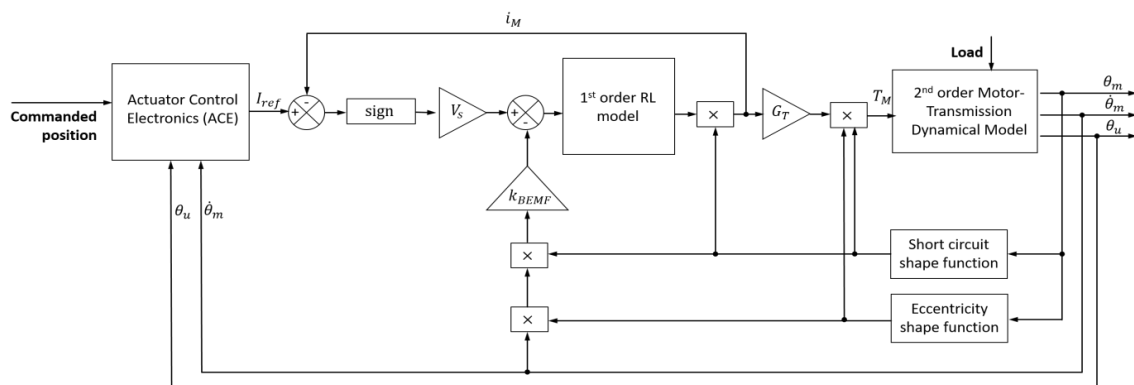 i_M
Load
Commanded
position
Actuator Control
Electronics (ACE)
I_ref
-
+
sign
V_s
+
-
1st order RL
model
×
G_T
×
T_M
2nd order Motor-
Transmission
Dynamical Model
θ_m
θ̇_m
θ_u
k_BEMF
θ_u
θ̇_m
×
Short circuit
shape function
×
Eccentricity
shape function